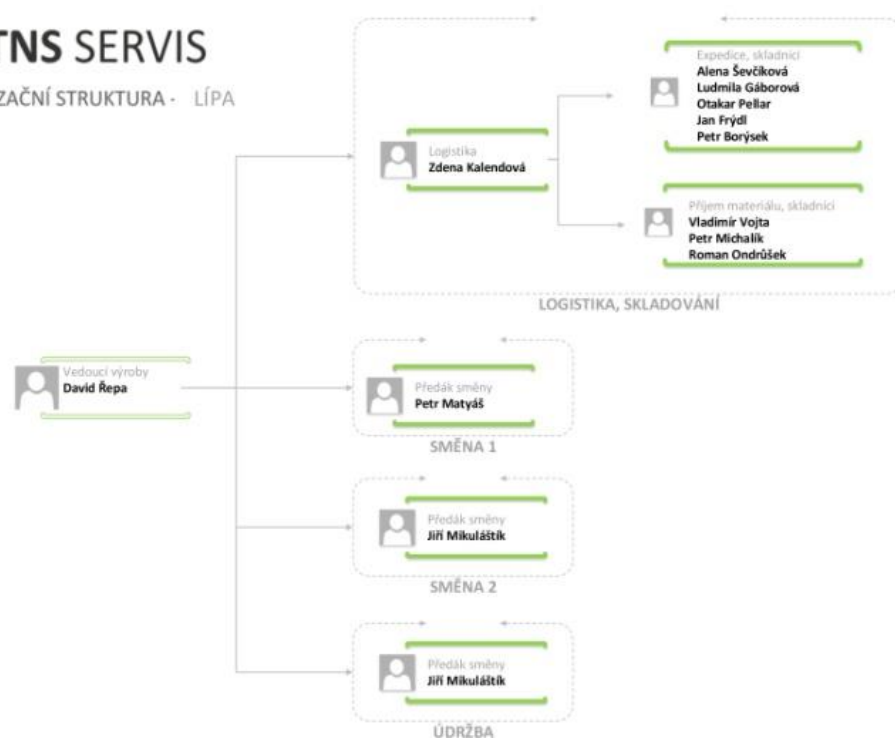 TNS SERVIS
ZAČNÍ STRUKTURA - LÍPA
Expedice, skladníci
Alena Ševčíková
Ludmila Gáborová
Otakar Pellar
Jan Frýdl
Petr Borýsek
Logistika
Zdena Kalendová
Příjem materiálu, skladníci
Vladimír Vojta
Petr Michalík
Roman Ondrůšek
LOGISTIKA, SKLADOVÁNÍ
Vedoucí výroby
David Řepa
Předák směny
Petr Matyáš
SMĚNA 1
Předák směny
Jiří Mikuláštík
SMĚNA 2
Předák směny
Jiří Mikuláštík
ÚDRŽBA